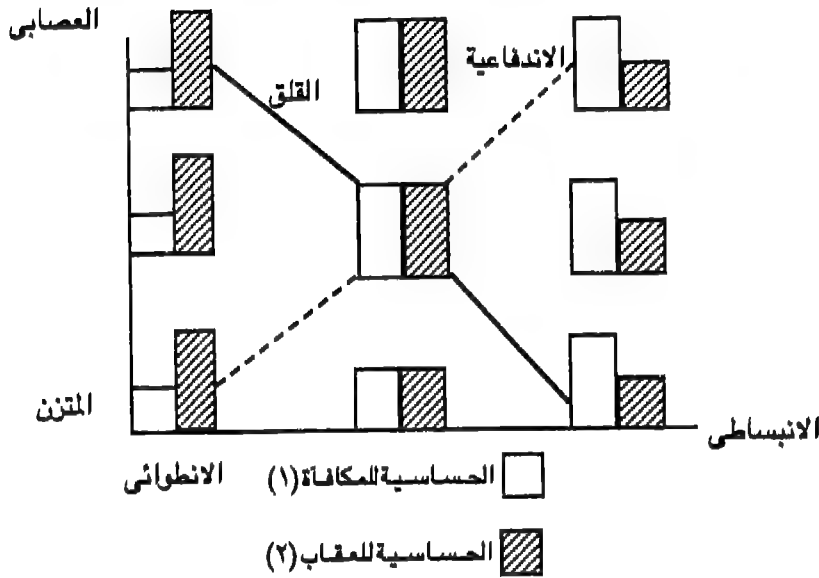 العصابى
الاندفاعية
القلق
المتزن
الانبساطى
الانطوائى
الحساسية للمكافأة (١)
الحساسية للعقاب (٢)